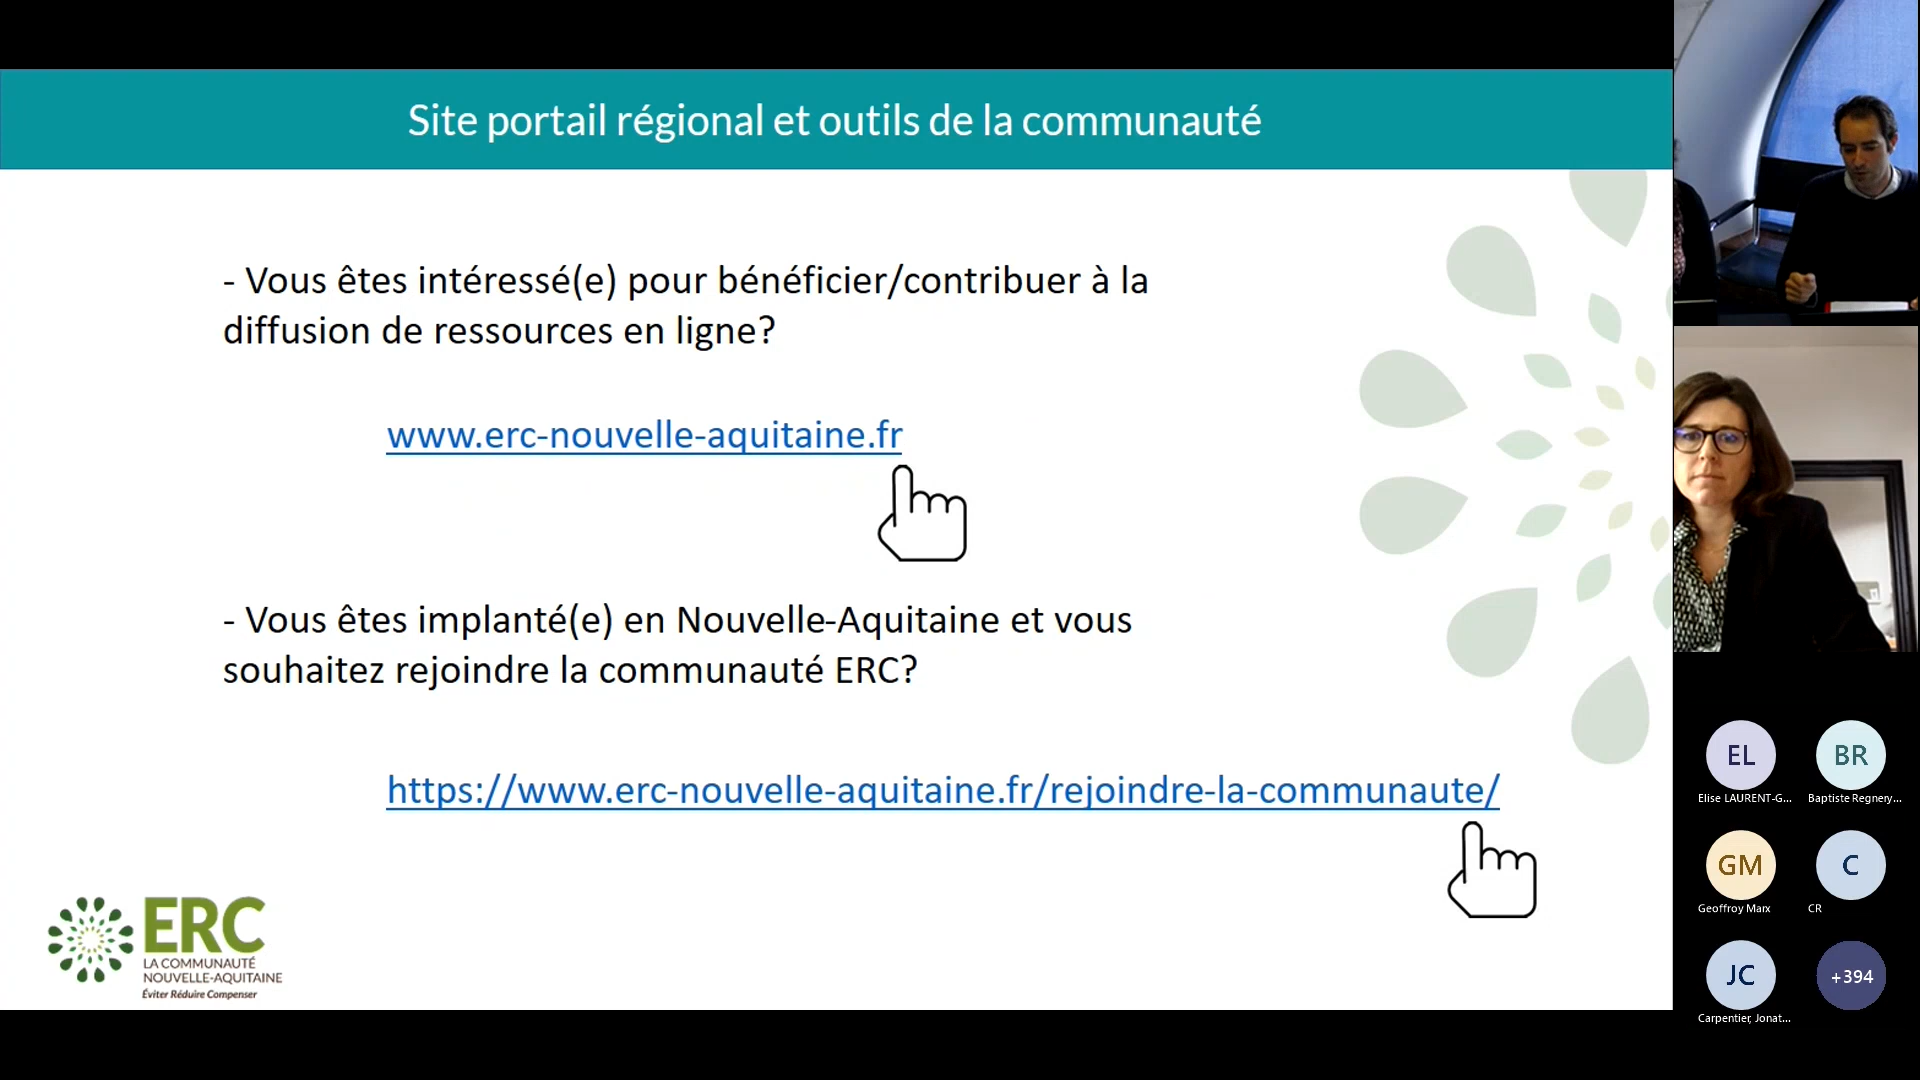 Site portail régional et outils de la communauté
- Vous êtes intéressé(e) pour bénéficier/contribuer à la
diffusion de ressources en ligne?
www.erc-nouvelle-aquitaine.fr
- Vous êtes implanté(e) en Nouvelle-Aquitaine et vous
souhaitez rejoindre la communauté ERC?
https://www.erc-nouvelle-aquitaine.fr/rejoindre-la-communaute/
ERC
LA COMMUNAUTÉ
NOUVELLE-AQUITAINE
Éviter Réduire Compenser
EL
Elise LAURENT-G...
BR
Baptiste Regnery...
GM
Geoffroy Marx
C
CR
JC
Carpentier, Jonat...
+394